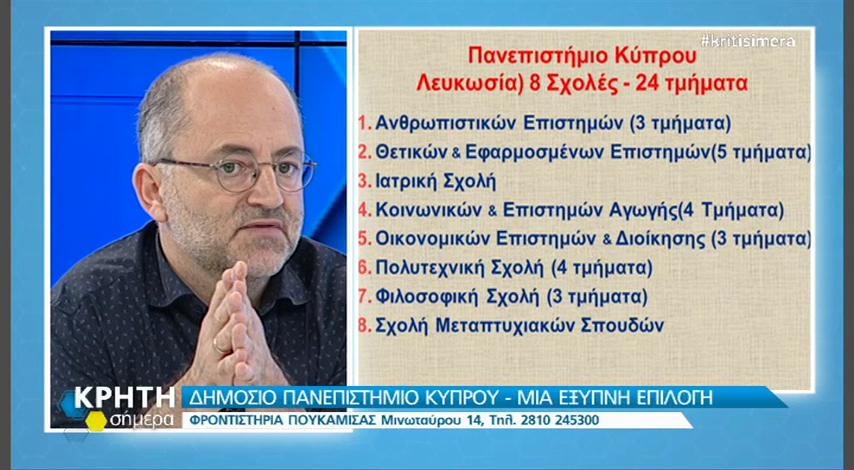 #kritisimera
Πανεπιστήμιο Κύπρου
Λευκωσία) 8 Σχολές - 24 τμήματα
1. Ανθρωπιστικών Επιστημών (3 τμήματα)
2. Θετικών & Εφαρμοσμένων Επιστημών(5 τμήματα)
3. Ιατρική Σχολή
4. Κοινωνικών & Επιστημών Αγωγής(4 Τμήματα)
5. Οικονομικών Επιστημών & Διοίκησης (3 τμήματα)
6. Πολυτεχνική Σχολή (4 τμήματα)
7. Φιλοσοφική Σχολή (3 τμήματα)
8. Σχολή Μεταπτυχιακών Σπουδών
ΚΡΗΤΗ
σήμερα
ΔΗΜΟΣΙΟ ΠΑΝΕΠΙΣΤΗΜΙΟ ΚΥΠΡΟΥ - ΜΙΑ ΕΞΥΠΝΗ ΕΠΙΛΟΓΗ
ΦΡΟΝΤΙΣΤΗΡΙΑ ΠΟΥΚΑΜΙΣΑΣ Μινωταύρου 14, Τηλ. 2810 245300